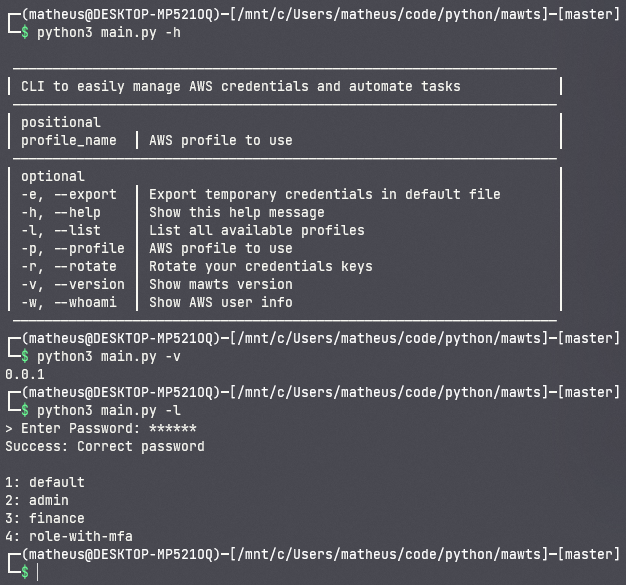 ┌─(matheus@DESKTOP-MP521OQ)─[/mnt/c/Users/matheus/code/python/mawts]─[master]
└─$ python3 main.py -h
CLI to easily manage AWS credentials and automate tasks
positional
profile_name | AWS profile to use
optional
-e, --export | Export temporary credentials in default file
-h, --help | Show this help message
-l, --list | List all available profiles
-p, --profile | AWS profile to use
-r, --rotate | Rotate your credentials keys
-v, --version | Show mawts version
-w, --whoami | Show AWS user info
┌─(matheus@DESKTOP-MP521OQ)─[/mnt/c/Users/matheus/code/python/mawts]─[master]
└─$ python3 main.py -v
0.0.1
┌─(matheus@DESKTOP-MP521OQ)─[/mnt/c/Users/matheus/code/python/mawts]─[master]
└─$ python3 main.py -l
> Enter Password: ******
Success: Correct password
1: default
2: admin
3: finance
4: role-with-mfa
┌─(matheus@DESKTOP-MP521OQ)─[/mnt/c/Users/matheus/code/python/mawts]─[master]
└─$